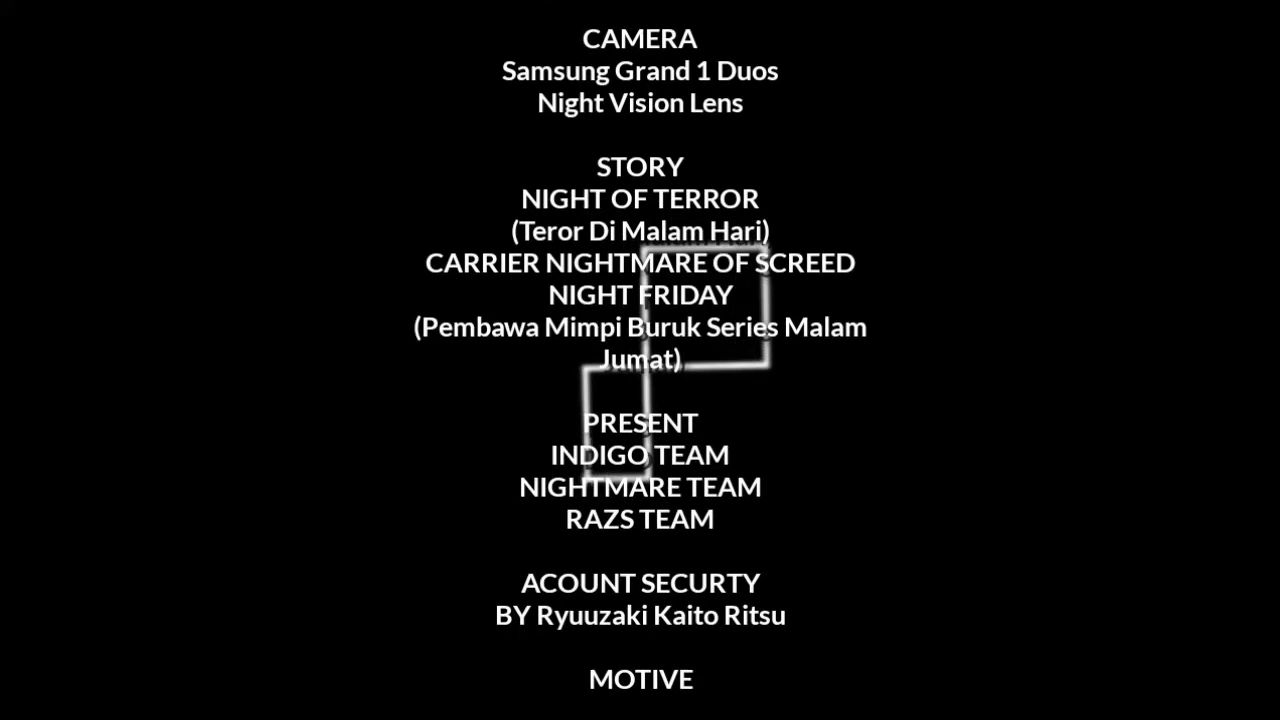 CAMERA
Samsung Grand 1 Duos
Night Vision Lens
STORY
NIGHT OF TERROR
(Teror Di Malam Hari)
CARRIER NIGHTMARE OF SCREED
NIGHT FRIDAY
(Pembawa Mimpi Buruk Series Malam
Jumat)
PRESENT
INDIGO TEAM
NIGHTMARE TEAM
RAZS TEAM
ACOUNT SECURTY
BY Ryuuzaki Kaito Ritsu
MOTIVE